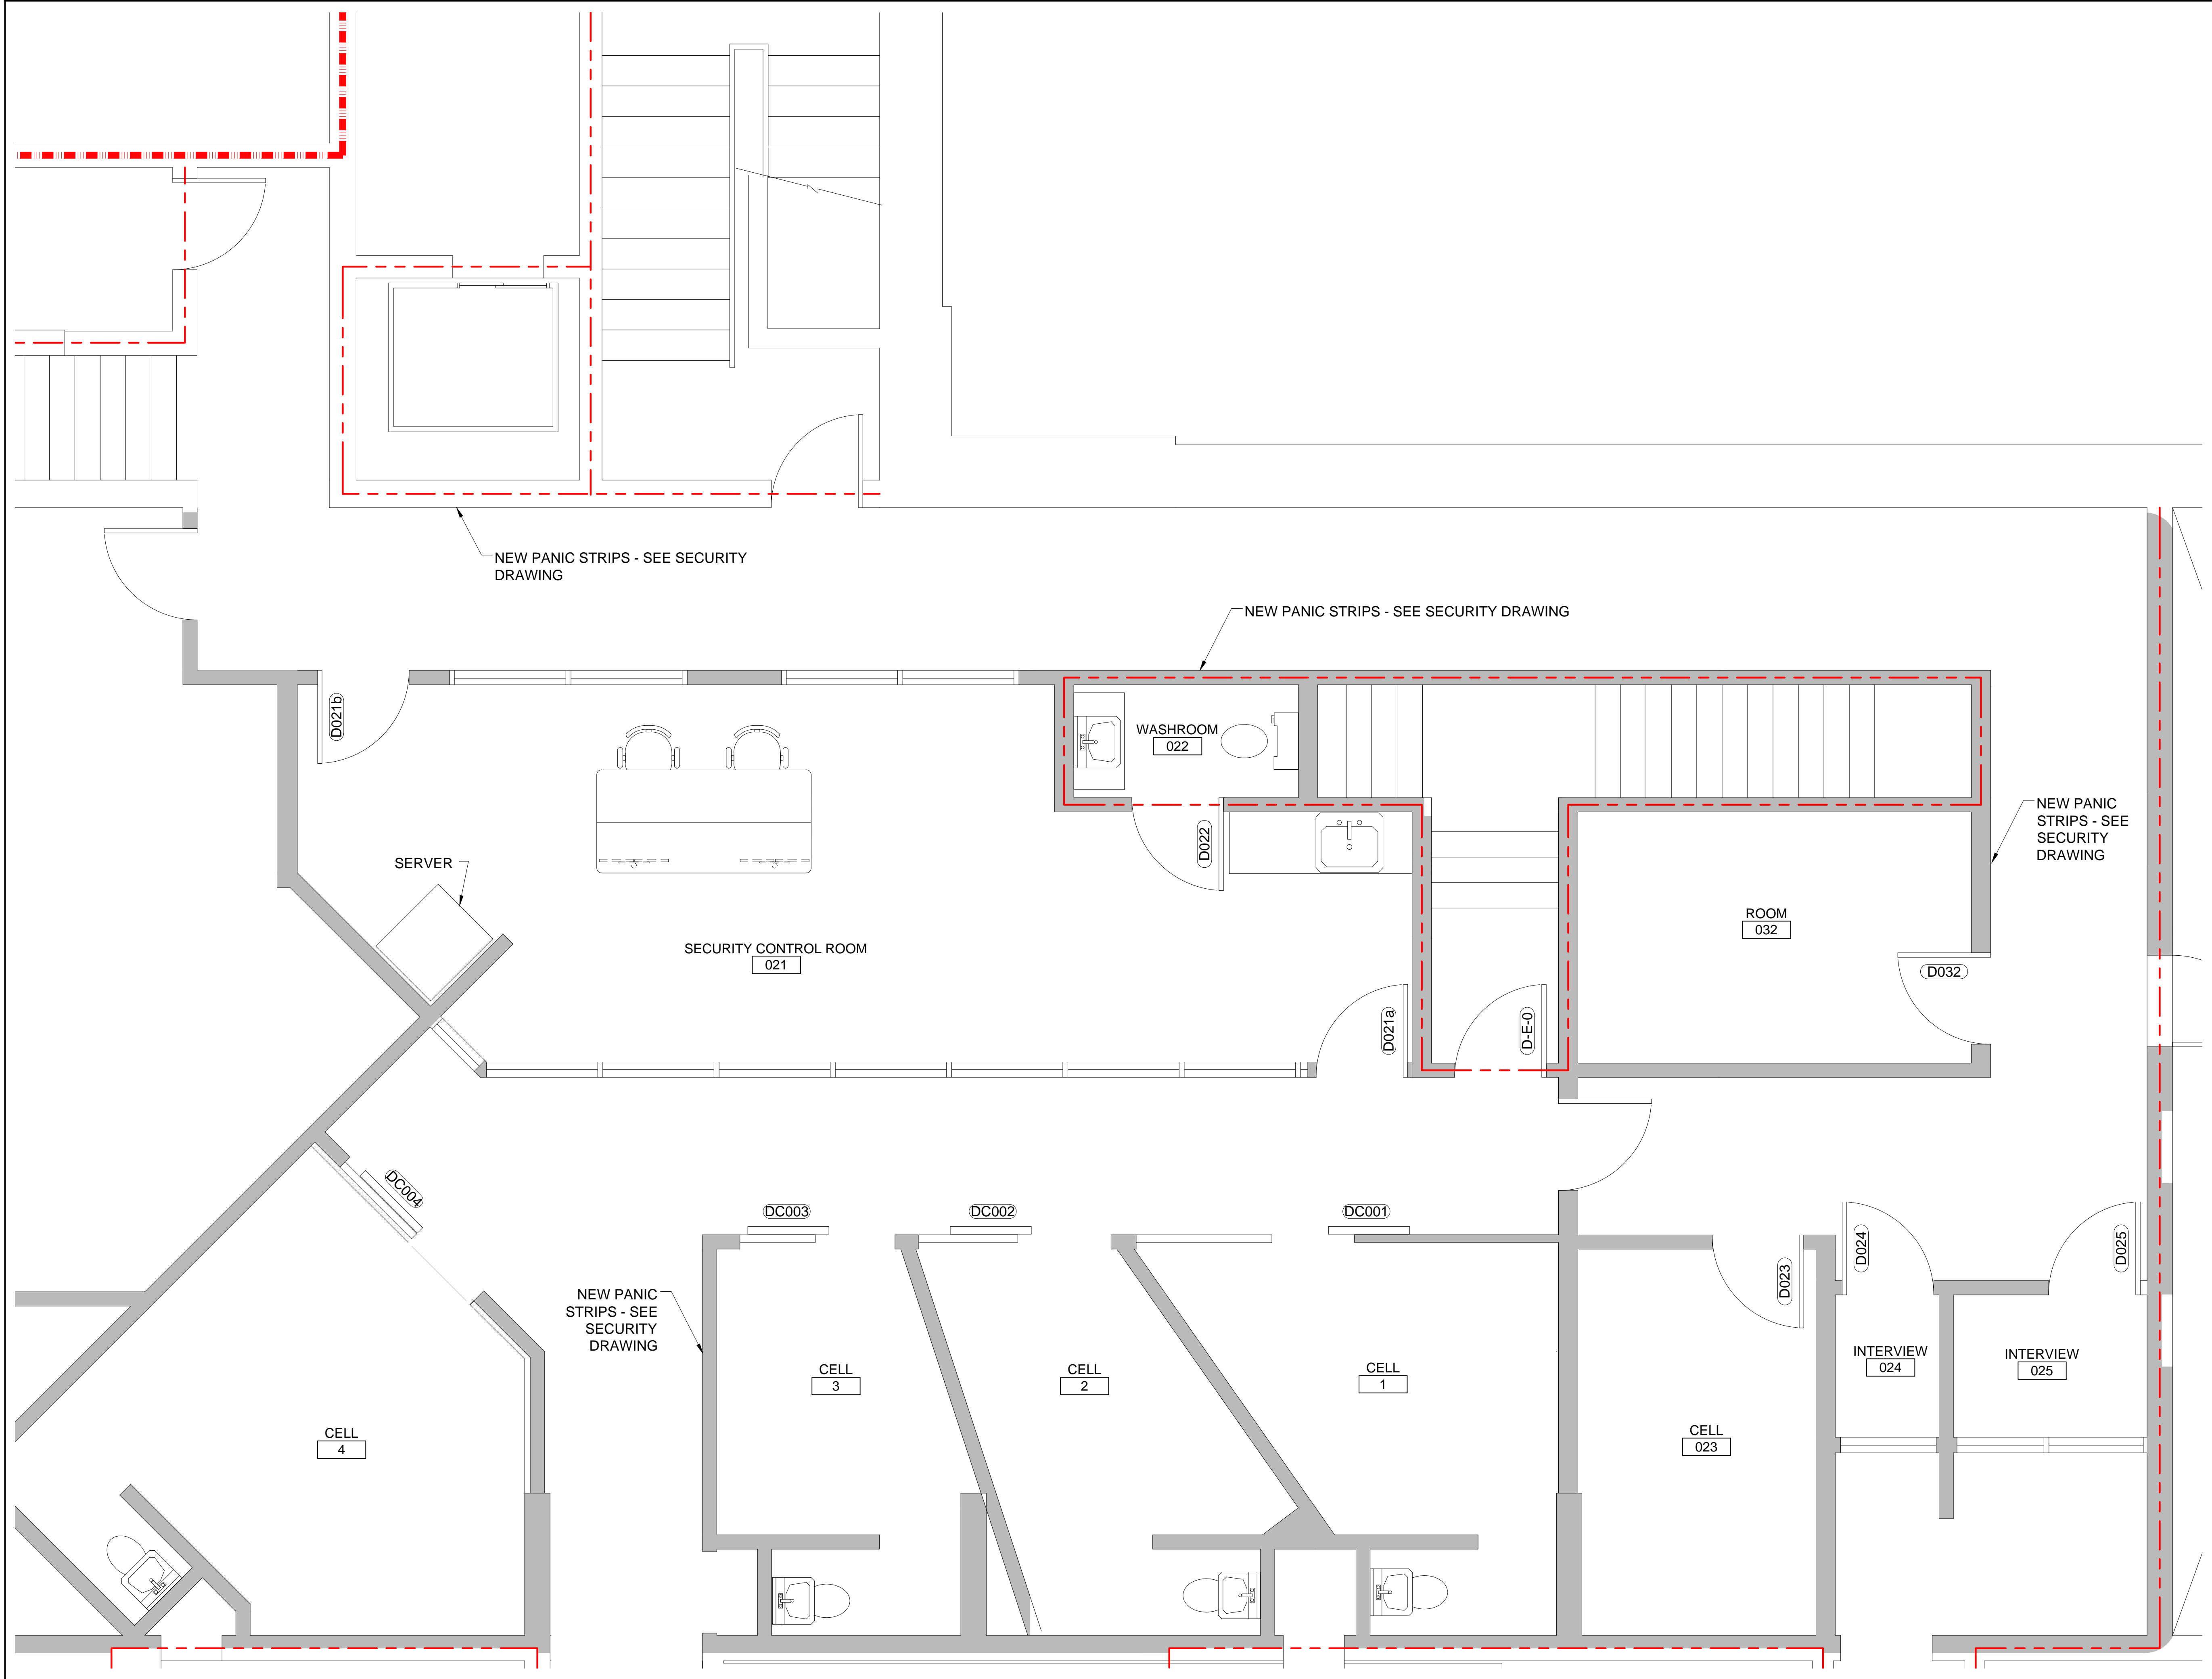 NEW PANIC STRIPS - SEE SECURITY
DRAWING
NEW PANIC STRIPS - SEE SECURITY DRAWING
D021b
WASHROOM
022
D022
NEW PANIC
STRIPS - SEE
SECURITY
DRAWING
SERVER
SECURITY CONTROL ROOM
021
ROOM
032
D032
D021a
D-E-0
DC004
DC003
DC002
DC001
D023
D024
D025
NEW PANIC
STRIPS - SEE
SECURITY
DRAWING
CELL
3
CELL
2
CELL
1
INTERVIEW
024
INTERVIEW
025
CELL
4
CELL
023